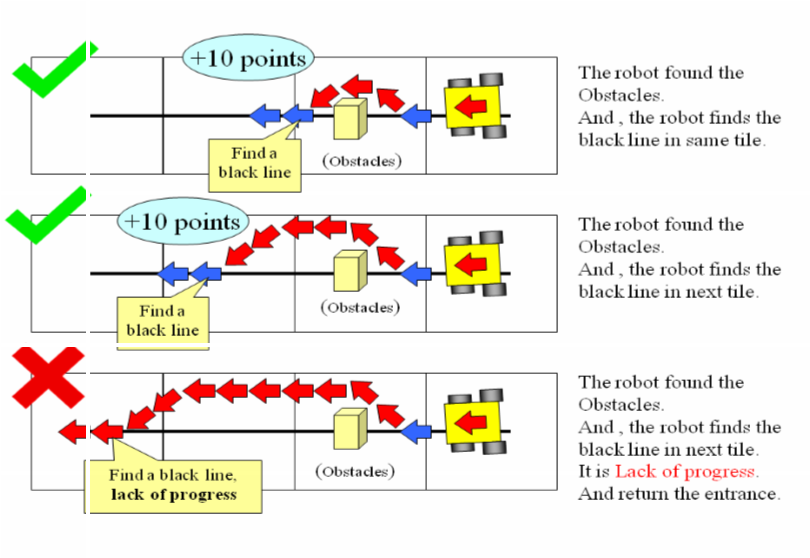 +10 points
The robot found the
Obstacles.
And , the robot finds the
black line in same tile.
Find a
black line
(Obstacles)
+10 points
The robot found the
Obstacles.
And , the robot finds the
black line in next tile.
Find a
black line
(Obstacles)
The robot found the
Obstacles.
And , the robot finds the
black line in next tile.
It is Lack of progress.
And return the entrance.
Find a black line,
lack of progress
(Obstacles)